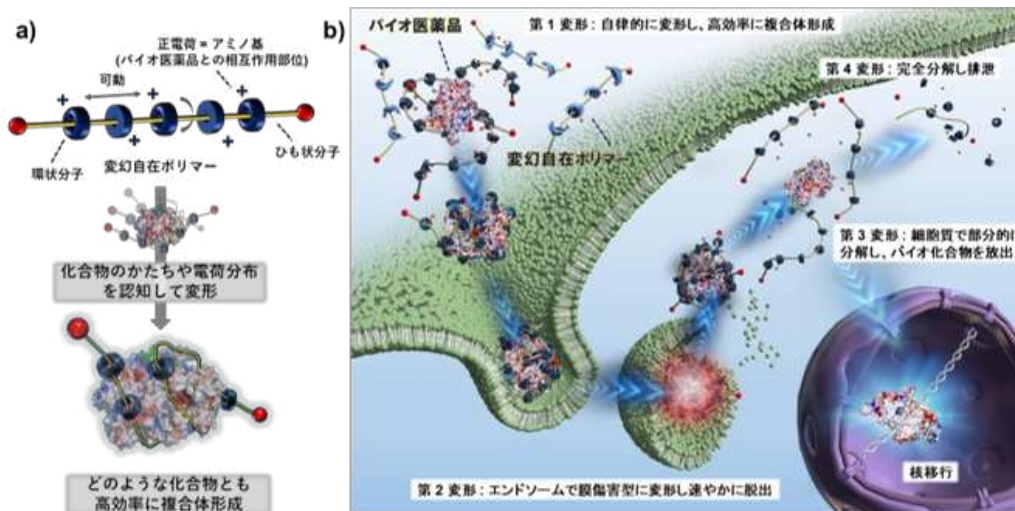 a)
正電荷 = アミノ基
(バイオ医薬品との相互作用部位)
可動
+
+
+
+
+
環状分子
ひも状分子
変幻自在ポリマー
化合物のかたちや電荷分布
を認知して変形
どのような化合物とも
高効率に複合体形成
b)
バイオ医薬品
第 1 変形 : 自律的に変形し、高効率に複合体形成
変幻自在ポリマー
第 4 変形 : 完全分解し排泄
第 3 変形 : 細胞質で部分的に
分解し、バイオ化合物を放出
第 2 変形 : エンドソームで膜傷害型に変形し速やかに脱出
核移行